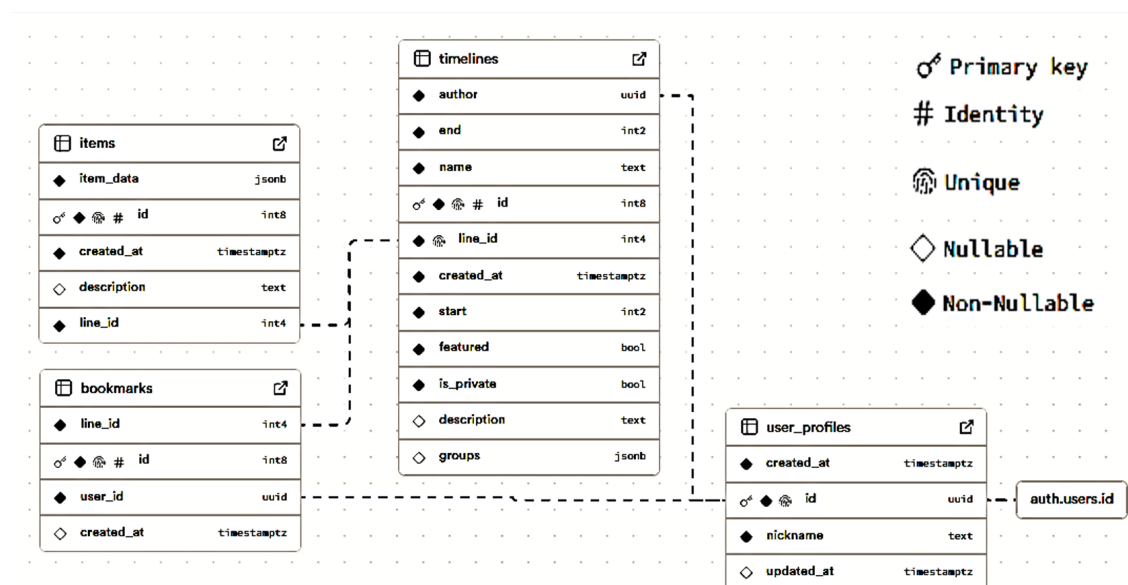 items
item_data jsonb
# id int8
created_at timestamptz
description text
line_id int4
bookmarks
line_id int4
# id int8
user_id uuid
created_at timestamptz
timelines
author uuid
end int2
name text
# id int8
line_id int4
created_at timestamptz
start int2
featured bool
is_private bool
description text
groups jsonb
user_profiles
created_at timestamptz
id uuid
nickname text
updated_at timestamptz
auth.users.id
Primary key
# Identity
Unique
Nullable
Non-Nullable